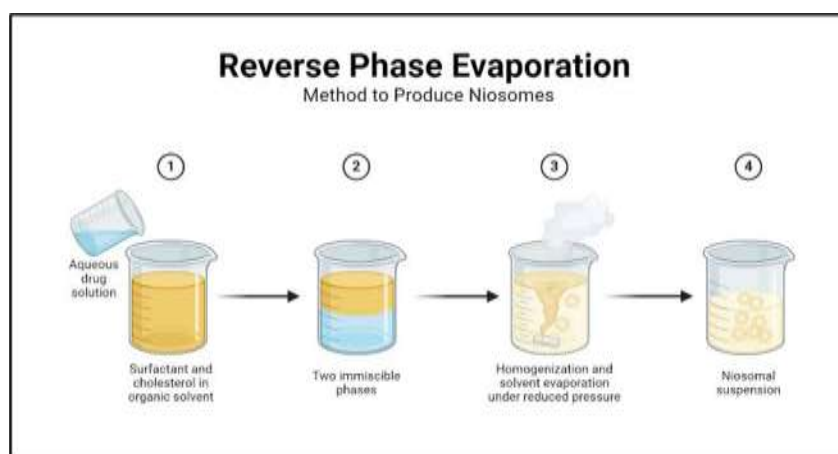 Reverse Phase Evaporation
Method to Produce Niosomes
1
2
3
4
Aqueous
drug
solution
Surfactant and
cholesterol in
organic solvent
Two immiscible
phases
Homogenization and
solvent evaporation
under reduced pressure
Niosomal
suspension